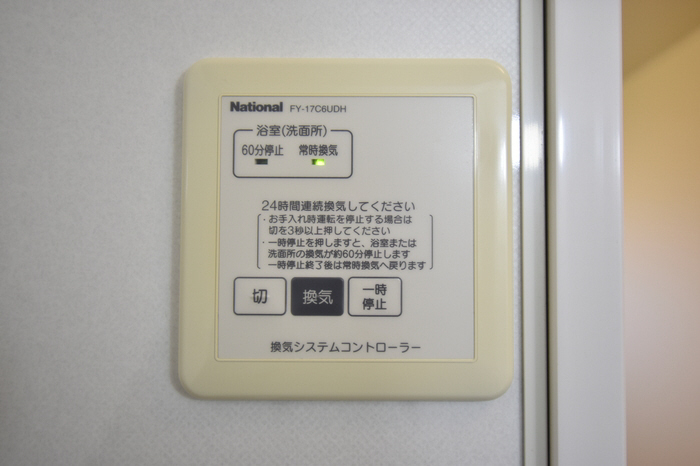 National FY-17C6UDH
浴室(洗面所)
60分停止 常時換気
24時間連続換気してください
・お手入れ時運転を停止する場合は
切を3秒以上押してください
・一時停止を押しますと、浴室または
洗面所の換気が約60分停止します
一時停止終了後は常時換気へ戻ります
切 換気 一時
停止
換気システムコントローラー